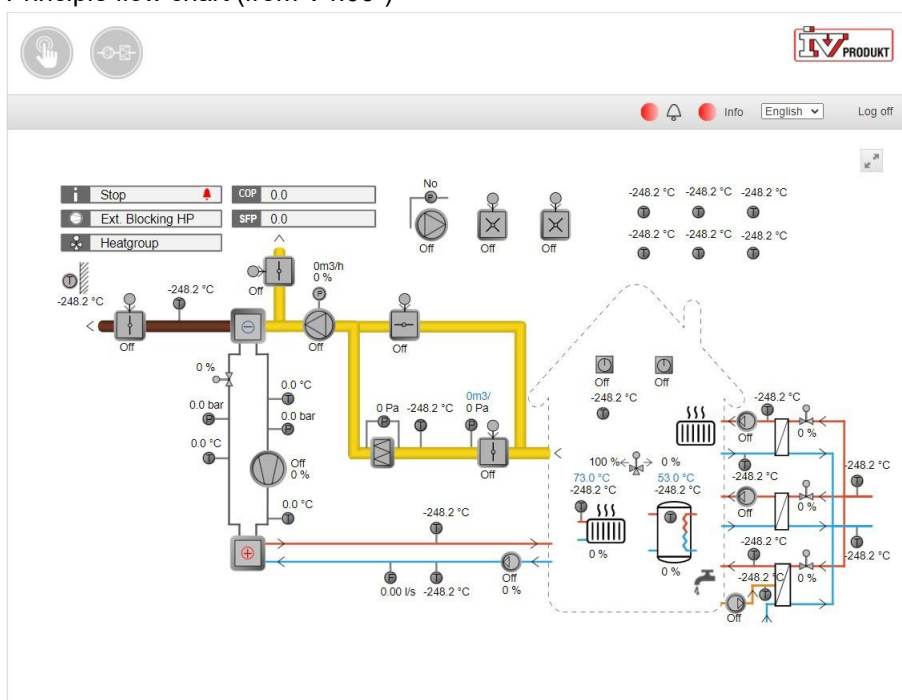 Principle flow chart (from V 1.09*)
IV PRODUKT
Info English Log off
i Stop COP 0.0
Ext. Blocking HP SFP 0.0
Heatgroup
No
P
Off Off Off
-248.2 °C -248.2 °C -248.2 °C
T T T
-248.2 °C -248.2 °C -248.2 °C
T T T
T
-248.2 °C
-248.2 °C
T
Off
Off
0m3/h
0 %
P
Off
Off
0 %
0.0 bar
P
0.0 °C
T
0.0 °C
T
0.0 bar
P
Off
0 %
0.0 °C
T
0 Pa
P
-248.2 °C
T
0m3/
0 Pa
P
Off
Off Off
-248.2 °C
T
100 % 0 %
73.0 °C
-248.2 °C
T
0 %
53.0 °C
-248.2 °C
T
0 %
-248.2 °C
T
Off
0 %
T
-248.2 °C
-248.2 °C
T
Off
0 %
-248.2 °C
T
T
-248.2 °C
-248.2 °C
T
0 %
-248.2 °C
T
Off
-248.2 °C
T
P
0.00 l/s
T
-248.2 °C
Off
0 %